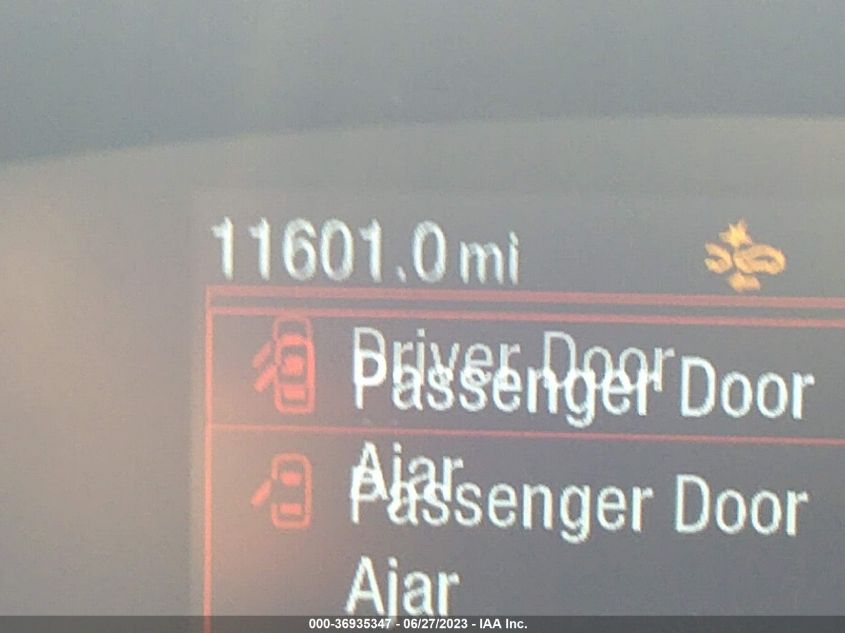 11601.0 mi
Driver Door
Passenger Door
Ajar
Passenger Door
Ajar
000-36935347 - 06/27/2023 - IAA Inc.